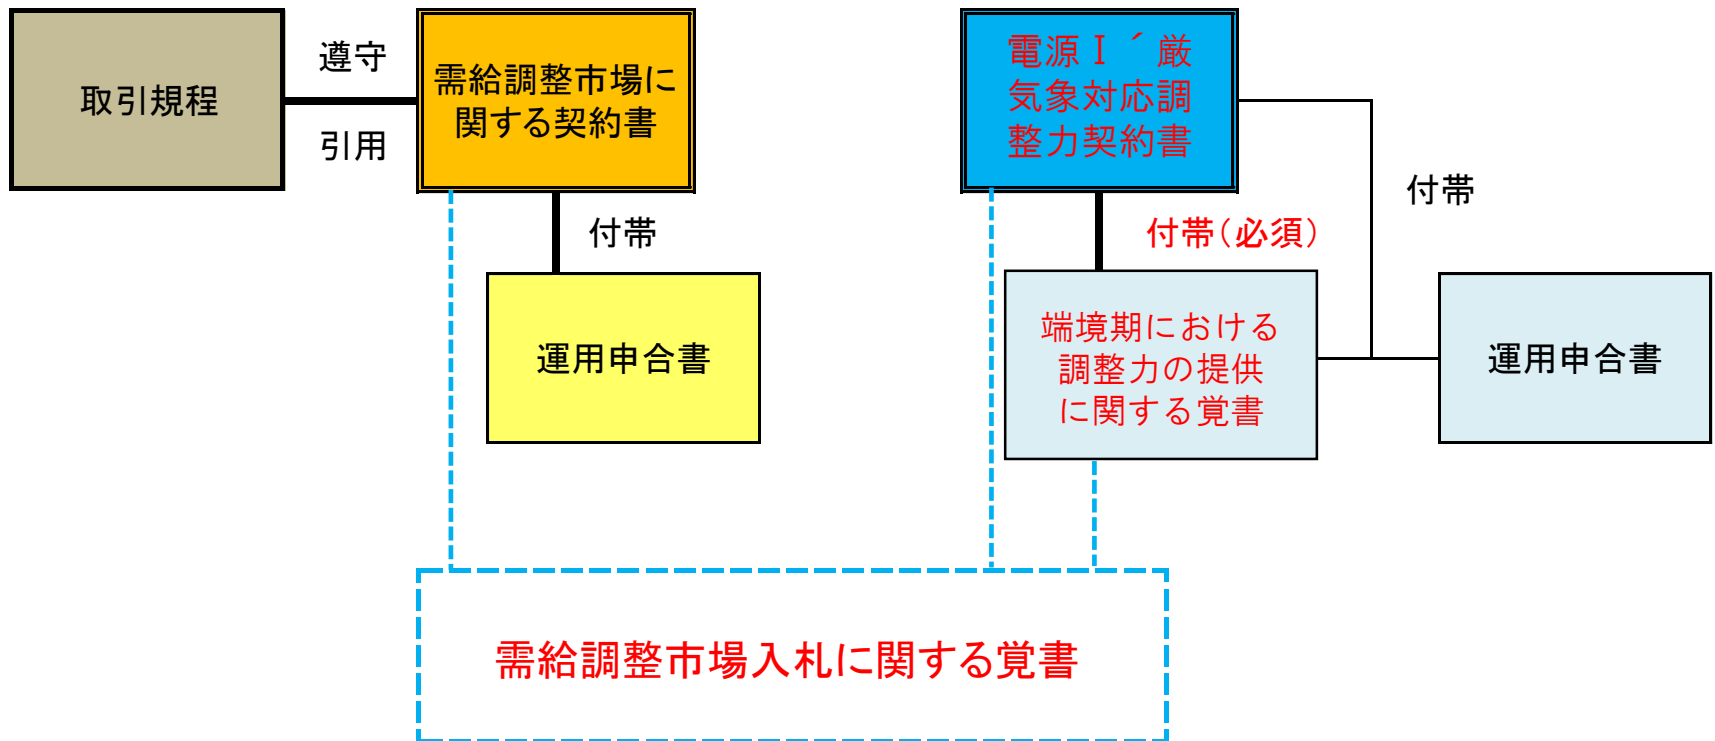 取引規程
遵守
引用
需給調整市場に
関する契約書
付帯
運用申合書
電源Ⅰ´厳
気象対応調
整力契約書
付帯(必須)
付帯
端境期における
調整力の提供
に関する覚書
運用申合書
需給調整市場入札に関する覚書